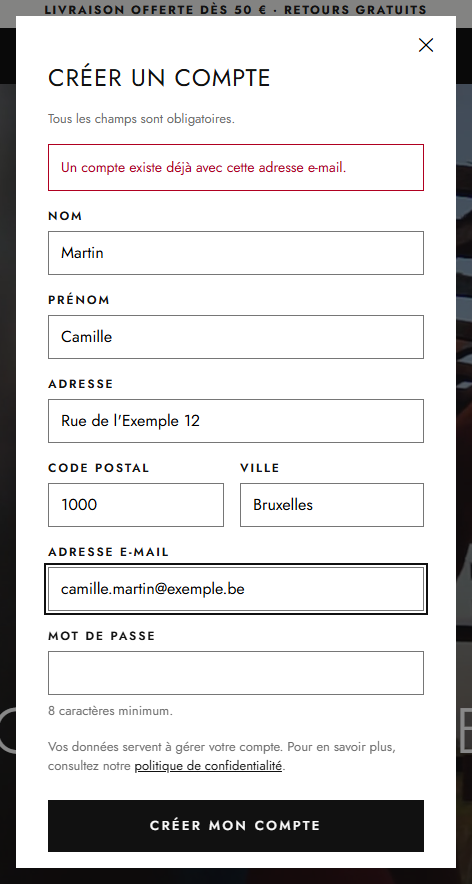 LIVRAISON OFFERTE DÈS 50 € · RETOURS GRATUITS
CRÉER UN COMPTE
Tous les champs sont obligatoires.
Un compte existe déjà avec cette adresse e-mail.
NOM
Martin
PRÉNOM
Camille
ADRESSE
Rue de l'Exemple 12
CODE POSTAL
VILLE
1000
Bruxelles
ADRESSE E-MAIL
camille.martin@exemple.be
MOT DE PASSE
8 caractères minimum.
Vos données servent à gérer votre compte. Pour en savoir plus,
consultez notre politique de confidentialité.
CRÉER MON COMPTE